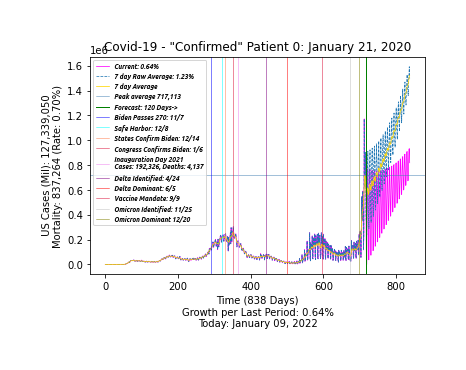 Covid-19 - "Confirmed" Patient 0: January 21, 2020
1e6
1.6
1.4
1.2
1.0
0.8
0.6
0.4
0.2
0.0
US Cases (Mil): 127,339,050
Mortality: 837,264 (Rate: 0.70%)
Current: 0.64%
7 day Raw Average: 1.23%
7 day Average
Peak average 717,113
Forecast: 120 Days->
Biden Passes 270: 11/7
Safe Harbor: 12/8
States Confirm Biden: 12/14
Congress Confirms Biden: 1/6
Inauguration Day 2021
Cases: 192,326, Deaths: 4,137
Delta Identified: 4/24
Delta Dominant: 6/5
Vaccine Mandate: 9/9
Omicron Identified: 11/25
Omicron Dominant 12/20
0 200 400 600 800
Time (838 Days)
Growth per Last Period: 0.64%
Today: January 09, 2022